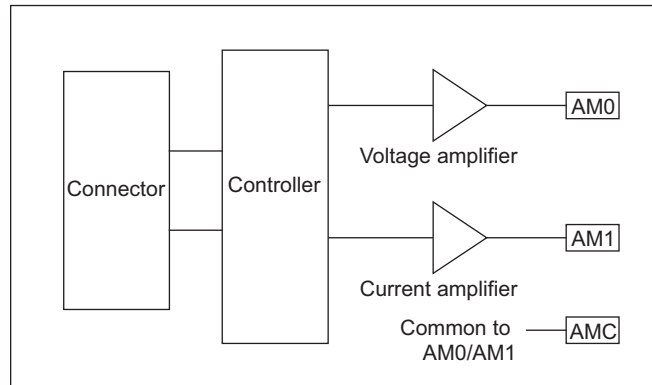 AM0
Voltage amplifier
Connector
Controller
AM1
Current amplifier
Common to
AM0/AM1
AMC